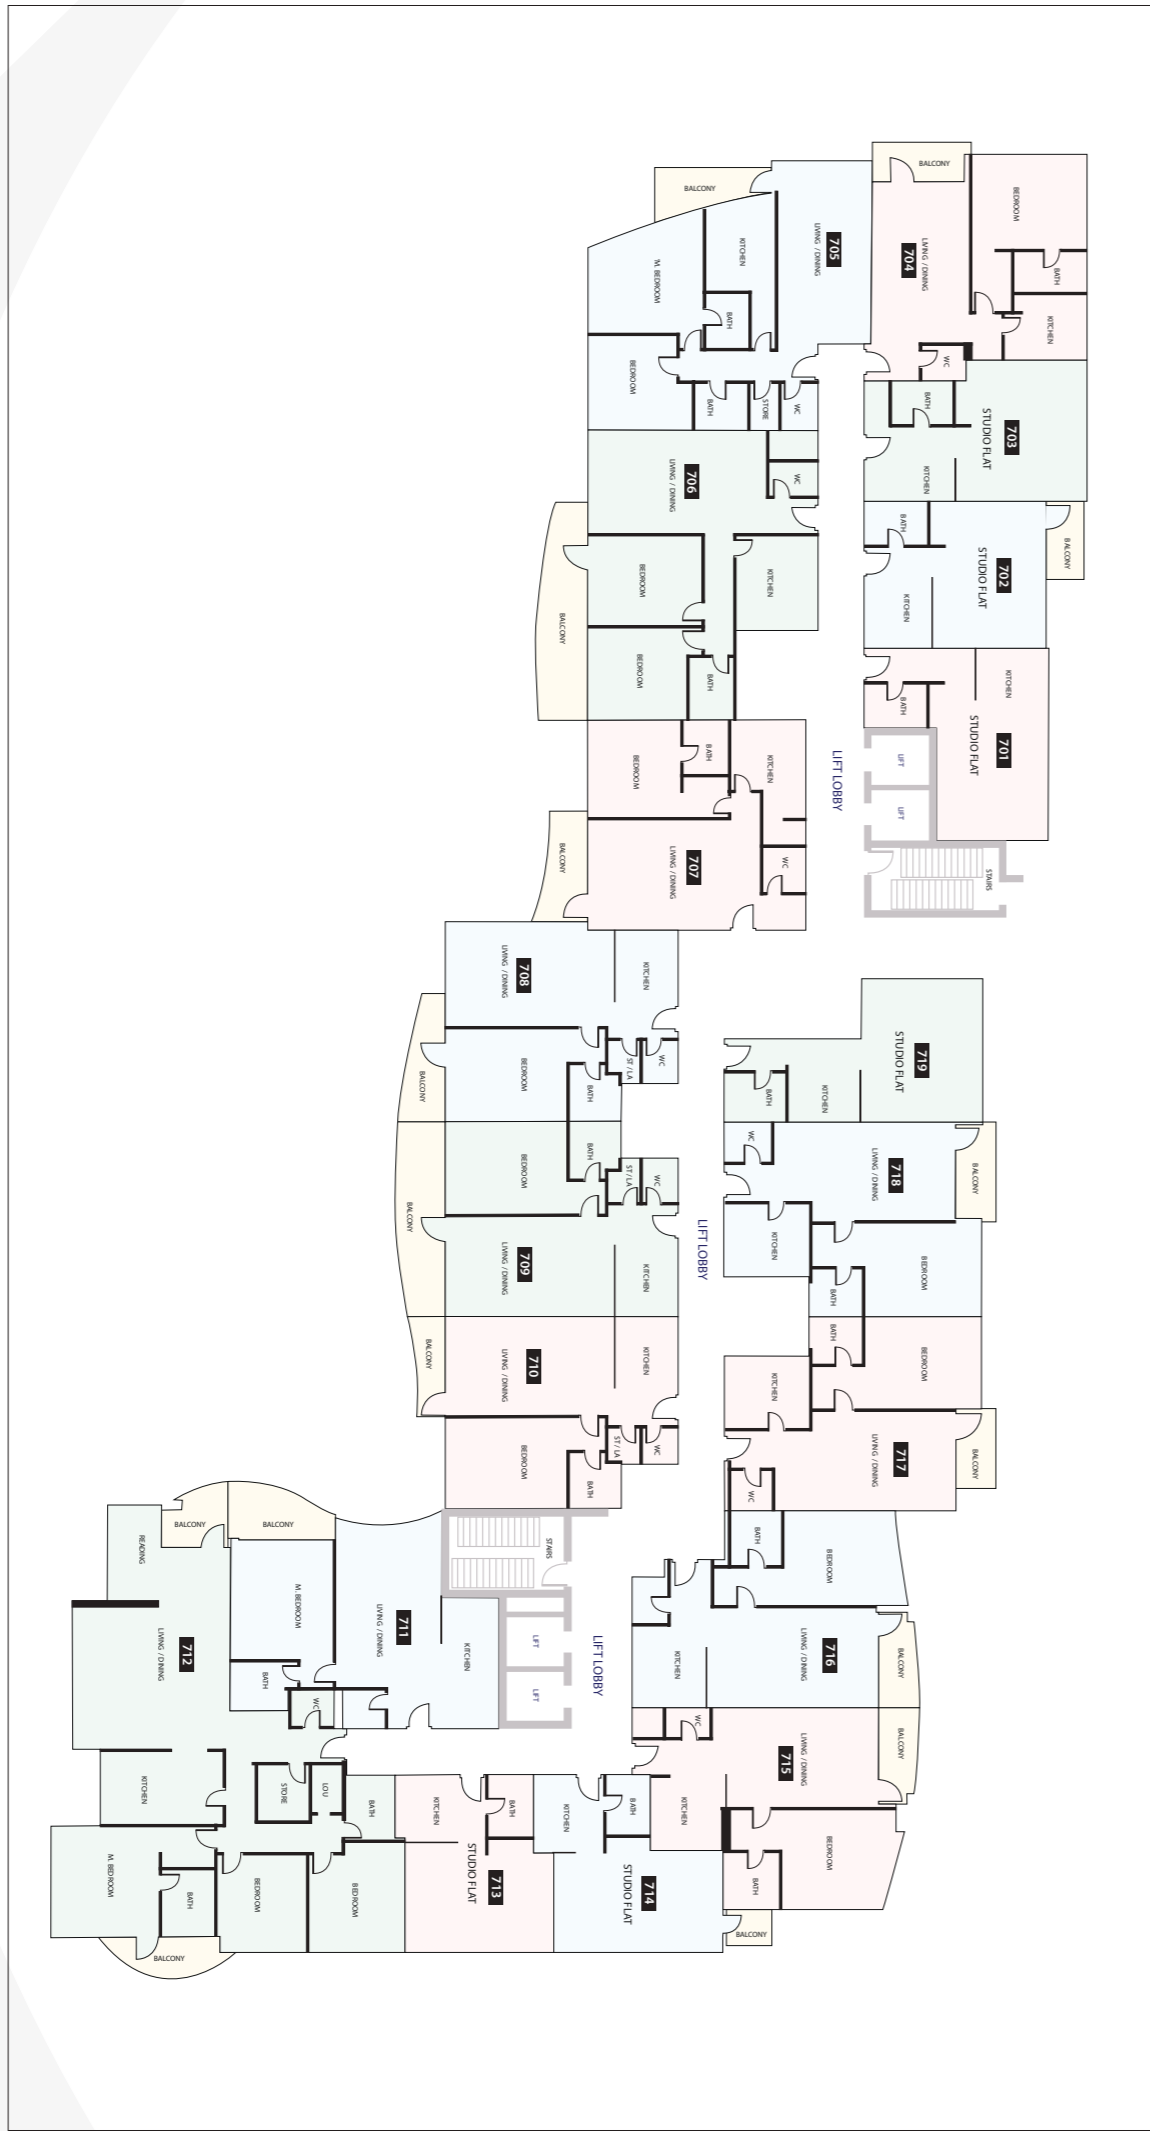 BALCONY
BEDROOM
704
LIVING / DINING
BATH
KITCHEN
WC
BALCONY
705
LIVING / DINING
KITCHEN
M. BEDROOM
BATH
BEDROOM
BATH
STORE
WC
703
STUDIO FLAT
BATH
KITCHEN
706
LIVING / DINING
WC
BEDROOM
KITCHEN
BALCONY
BEDROOM
BATH
702
STUDIO FLAT
BATH
KITCHEN
BALCONY
701
STUDIO FLAT
KITCHEN
BATH
LIFT
LIFT
STAIRS
LIFT LOBBY
BEDROOM
BATH
KITCHEN
707
LIVING / DINING
WC
BALCONY
708
LIVING / DINING
KITCHEN
BEDROOM
ST / LA
WC
BATH
BALCONY
719
STUDIO FLAT
KITCHEN
BATH
BEDROOM
BATH
ST / LA
WC
BALCONY
709
LIVING / DINING
KITCHEN
LIFT LOBBY
WC
718
LIVING / DINING
BALCONY
KITCHEN
BEDROOM
BATH
710
LIVING / DINING
KITCHEN
BALCONY
BEDROOM
ST / LA
WC
BATH
BATH
BEDROOM
KITCHEN
717
LIVING / DINING
BALCONY
WC
STAIRS
LIFT
LIFT
LIFT LOBBY
BATH
BEDROOM
716
LIVING / DINING
KITCHEN
BALCONY
BALCONY
BALCONY
READING
M. BEDROOM
711
LIVING / DINING
KITCHEN
BATH
712
LIVING / DINING
WC
KITCHEN
STORE
LOU
BATH
M. BEDROOM
BATH
BEDROOM
BEDROOM
BALCONY
WC
715
LIVING / DINING
BALCONY
KITCHEN
BEDROOM
BATH
KITCHEN
BATH
713
STUDIO FLAT
KITCHEN
BATH
714
STUDIO FLAT
BALCONY